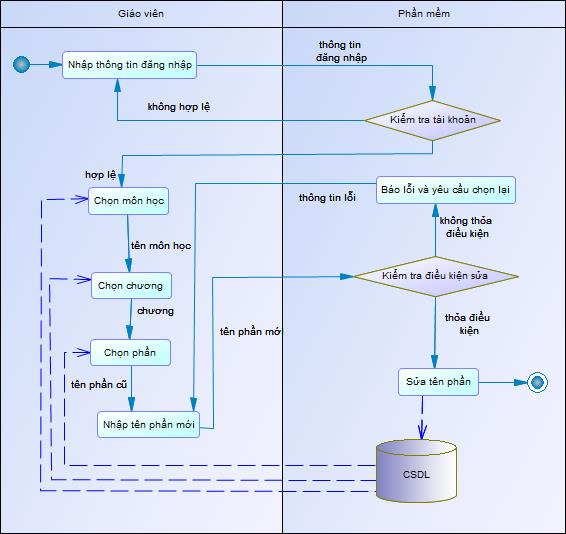 Giáo viên
Phần mềm
Nhập thông tin đăng nhập
thông tin
đăng nhập
không hợp lệ
Kiểm tra tài khoản
hợp lệ
Chọn môn học
thông tin lỗi
Báo lỗi và yêu cầu chọn lại
không thỏa
điều kiện
tên môn học
Chọn chương
Kiểm tra điều kiện sửa
chương
tên phần mới
thỏa điều
kiện
Chọn phần
tên phần cũ
Sửa tên phần
Nhập tên phần mới
CSDL